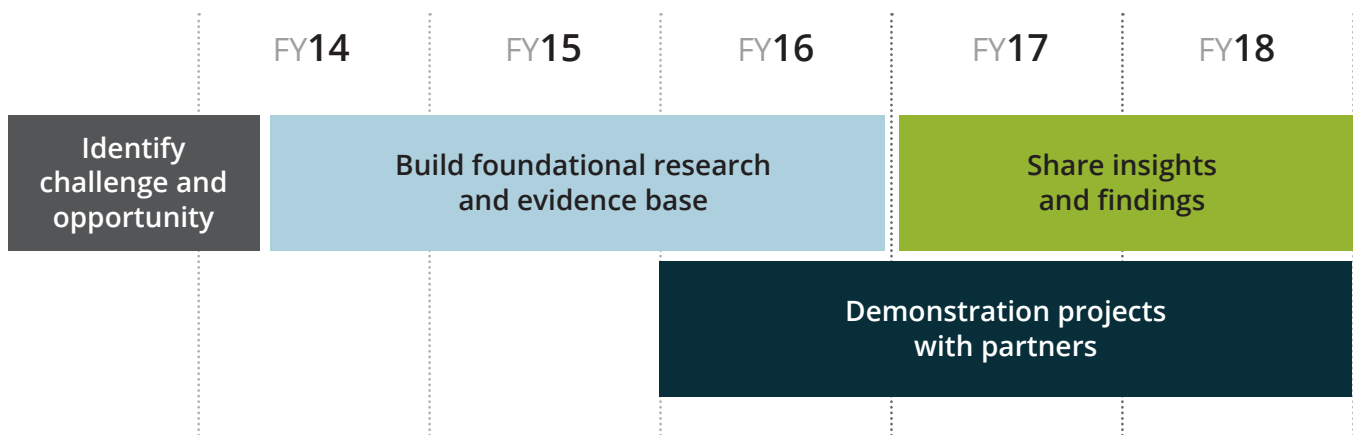 FY14 FY15 FY16 FY17 FY18
Identify
challenge and
opportunity
Build foundational research
and evidence base
Share insights
and findings
Demonstration projects
with partners